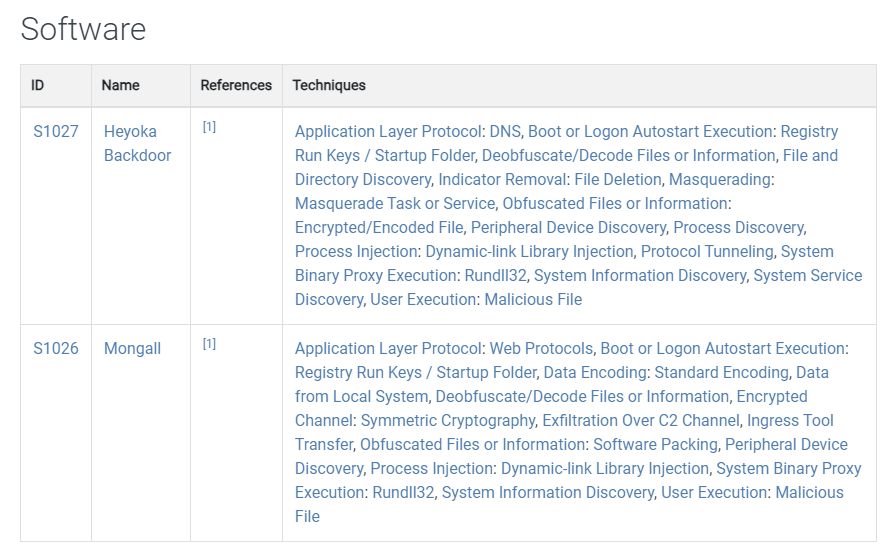 Software
ID Name References Techniques
S1027 Heyoka Backdoor [1] Application Layer Protocol: DNS, Boot or Logon Autostart Execution: Registry
Run Keys / Startup Folder, Deobfuscate/Decode Files or Information, File and
Directory Discovery, Indicator Removal: File Deletion, Masquerading:
Masquerade Task or Service, Obfuscated Files or Information:
Encrypted/Encoded File, Peripheral Device Discovery, Process Discovery,
Process Injection: Dynamic-link Library Injection, Protocol Tunneling, System
Binary Proxy Execution: Rundll32, System Information Discovery, System Service
Discovery, User Execution: Malicious File
S1026 Mongall [1] Application Layer Protocol: Web Protocols, Boot or Logon Autostart Execution:
Registry Run Keys / Startup Folder, Data Encoding: Standard Encoding, Data
from Local System, Deobfuscate/Decode Files or Information, Encrypted
Channel: Symmetric Cryptography, Exfiltration Over C2 Channel, Ingress Tool
Transfer, Obfuscated Files or Information: Software Packing, Peripheral Device
Discovery, Process Injection: Dynamic-link Library Injection, System Binary Proxy
Execution: Rundll32, System Information Discovery, User Execution: Malicious
File